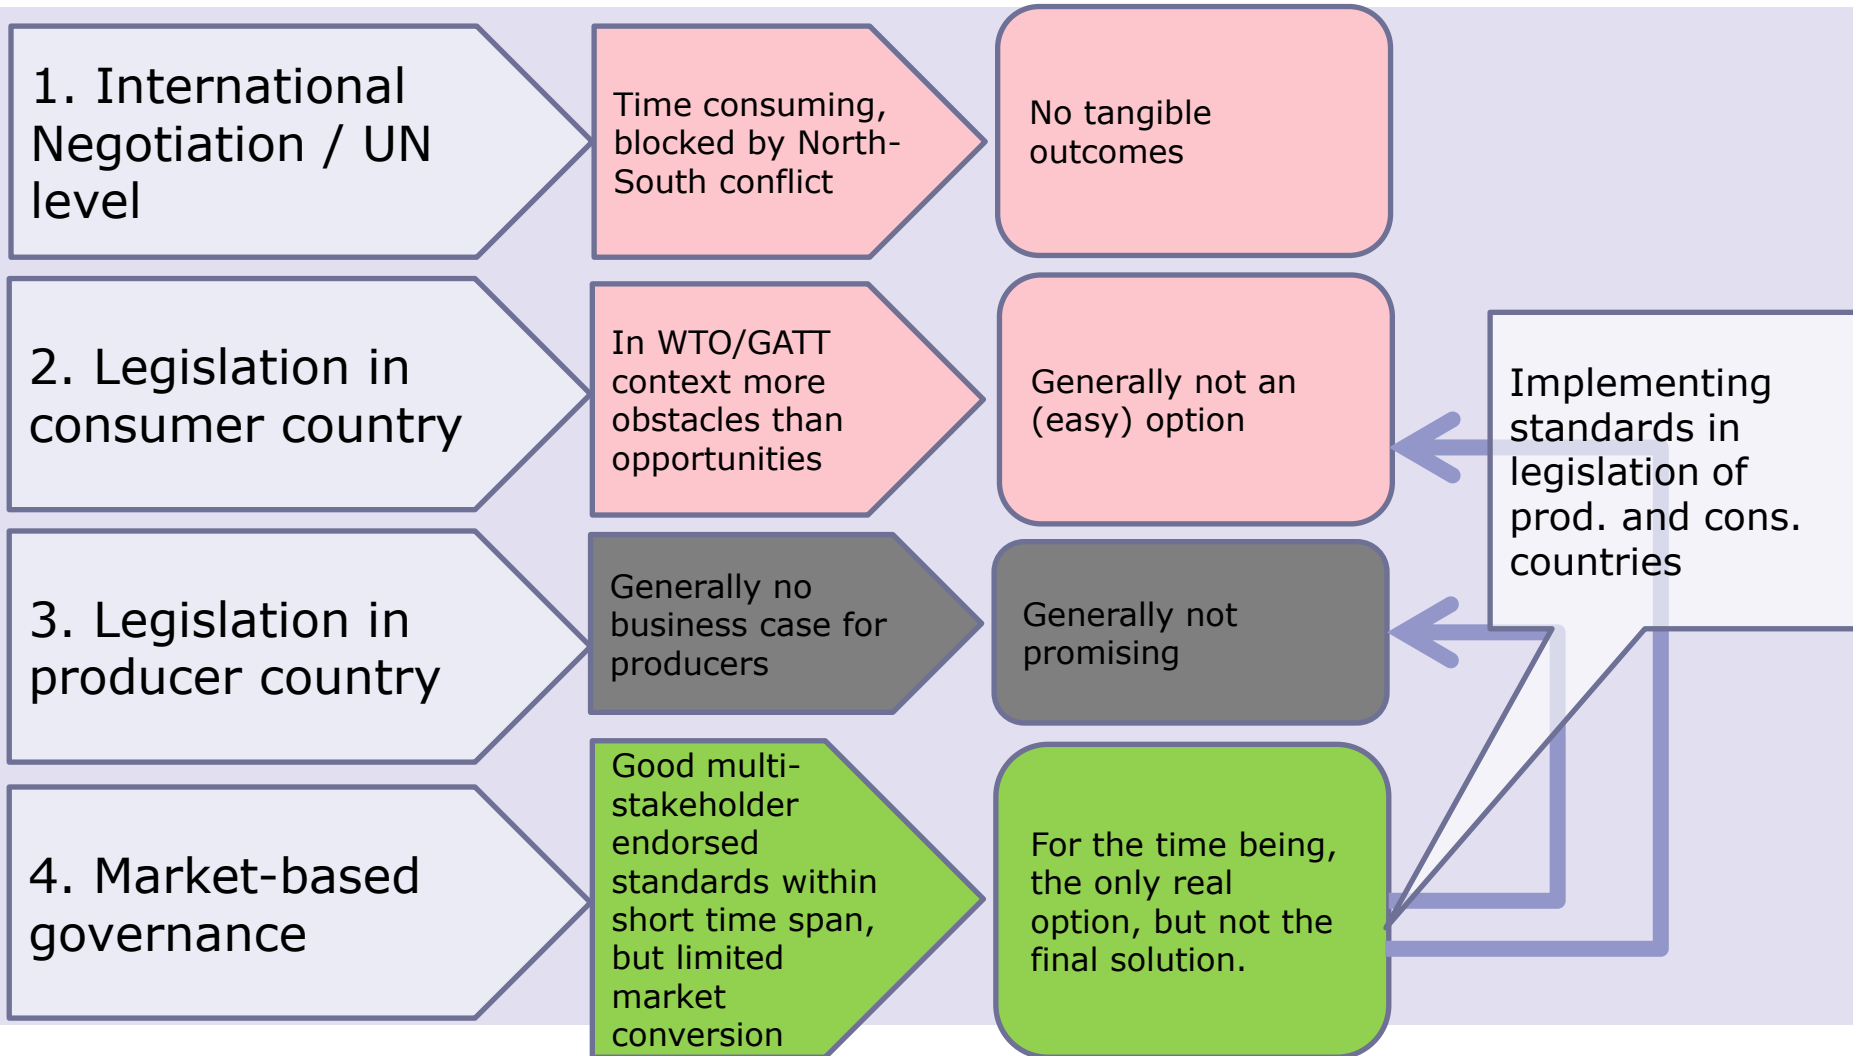 1. International
Negotiation / UN
level
Time consuming,
blocked by North-
South conflict
No tangible
outcomes
2. Legislation in
consumer country
In WTO/GATT
context more
obstacles than
opportunities
Generally not an
(easy) option
Implementing
standards in
legislation of
prod. and cons.
countries
3. Legislation in
producer country
Generally no
business case for
producers
Generally not
promising
4. Market-based
governance
Good multi-
stakeholder
endorsed
standards within
short time span,
but limited
market
conversion
For the time being,
the only real
option, but not the
final solution.